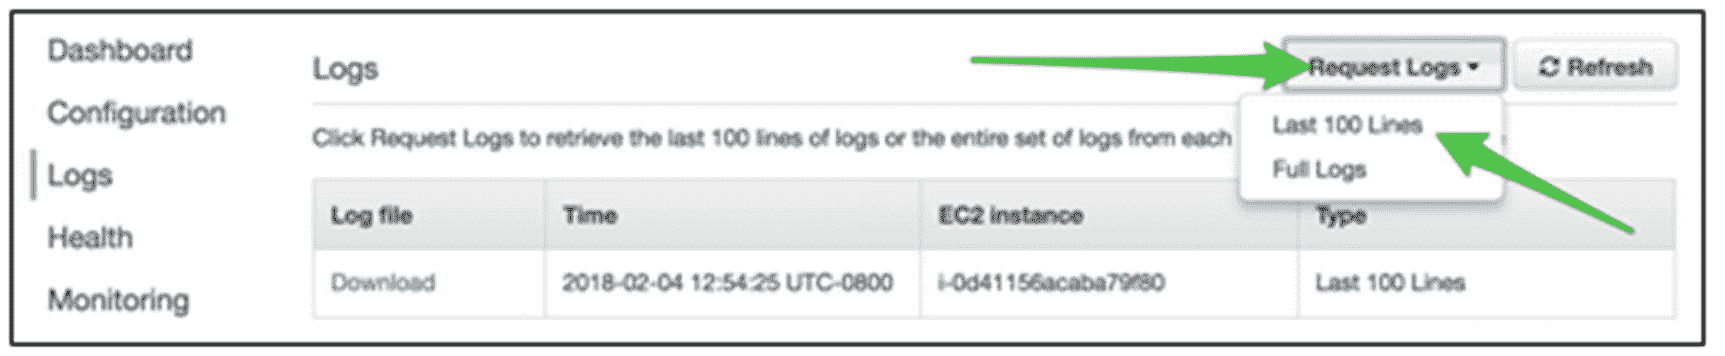 Dashboard
Configuration
Logs
Health
Monitoring
Logs
Request Logs
Refresh
Last 100 Lines
Full Logs
Click Request Logs to retrieve the last 100 lines of logs or the entire set of logs from each
Log file Time EC2 instance Type
Download 2018-02-04 12:54:25 UTC-0800 i-0d41156acaba79f80 Last 100 Lines